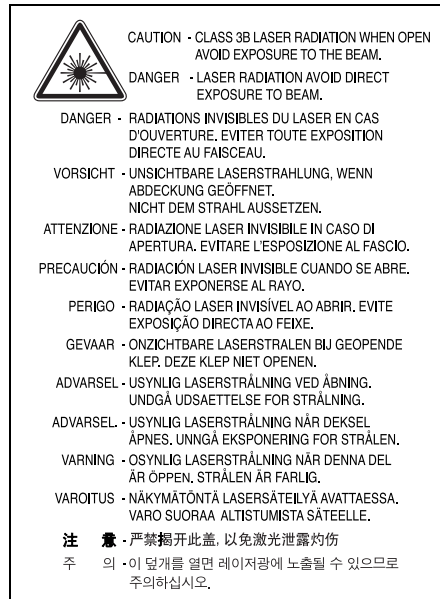 CAUTION - CLASS 3B LASER RADIATION WHEN OPEN
AVOID EXPOSURE TO THE BEAM.
DANGER - LASER RADIATION AVOID DIRECT
EXPOSURE TO BEAM.
DANGER - RADIATIONS INVISIBLES DU LASER EN CAS
D'OUVERTURE. EVITER TOUTE EXPOSITION
DIRECTE AU FAISCEAU.
VORSICHT - UNSICHTBARE LASERSTRAHLUNG, WENN
ABDECKUNG GEÖFFNET.
NICHT DEM STRAHL AUSSETZEN.
ATTENZIONE - RADIAZIONE LASER INVISIBILE IN CASO DI
APERTURA. EVITARE L'ESPOSIZIONE AL FASCIO.
PRECAUCIÓN - RADIACIÓN LASER INVISIBLE CUANDO SE ABRE.
EVITAR EXPONERSE AL RAYO.
PERIGO - RADIAÇÃO LASER INVISÍVEL AO ABRIR. EVITE
EXPOSIÇÃO DIRECTA AO FEIXE.
GEVAAR - ONZICHTBARE LASERSTRALEN BIJ GEOPENDE
KLEP. DEZE KLEP NIET OPENEN.
ADVARSEL - USYNLIG LASERSTRÅLNING VED ÅBNING.
UNDGÅ UDSAETTELSE FOR STRÅLNING.
ADVARSEL. - USYNLIG LASERSTRÅLNING NÅR DEKSEL
ÅPNES. UNNGÅ EKSPONERING FOR STRÅLEN.
VARNING - OSYNLIG LASERSTRÅLNING NÄR DENNA DEL
ÄR ÖPPEN. STRÅLEN ÄR FARLIG.
VAROITUS - NÄKYMÄTÖNTÄ LASERSÄTEILYÄ AVATTAESSA.
VARO SUORAA ALTISTUMISTA SÄTEELLE.
注 意 - 严禁揭开此盖, 以免激光泄露灼伤
주 의 - 이 덮개를 열면 레이저광에 노출될 수 있으므로
주의하십시오.